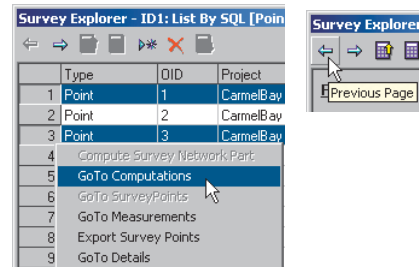 Survey Explorer - ID1: List By SQL [Poin
Type OID Project
1 Point 1 CarmelBay
2 Point 2 CarmelBay
3 Point 3 CarmelBay
4 Compute Survey Network Part
5 GoTo Computations
6 GoTo SurveyPoints
7 GoTo Measurements
8 Export Survey Points
9 GoTo Details
Survey Explorer
Previous Page